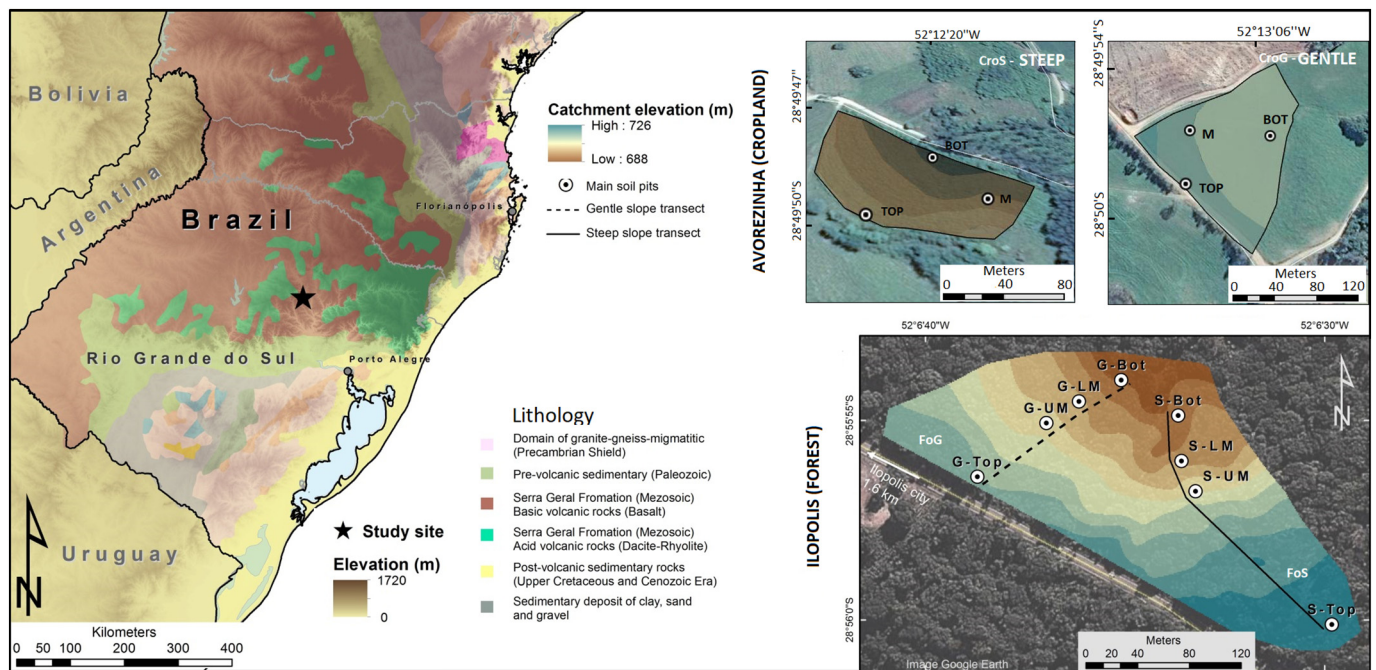 Bolivia
Argentina
Brazil
Florianópolis
Rio Grande do Sul
Porto Alegre
Uruguay
N
Kilometers
0 50 100 200 300 400
Catchment elevation (m)
High : 726
Low : 688
Main soil pits
Gentle slope transect
Steep slope transect
Lithology
Domain of granite-gneiss-migmatitic
(Precambrian Shield)
Pre-volcanic sedimentary (Paleozoic)
Serra Geral Fromation (Mezosoic)
Basic volcanic rocks (Basalt)
Serra Geral Fromation (Mezosoic)
Acid volcanic rocks (Dacite-Rhyolite)
Post-volcanic sedimentary rocks
(Upper Cretaceous and Cenozoic Era)
Sedimentary deposit of clay, sand
and gravel
Study site
Elevation (m)
1720
0
AVOREZINHA (CROPLAND)
52°12'20"W
28°49'47"
28°49'50"S
CroS - STEEP
BOT
M
TOP
Meters
0 20 40 60 80
52°13'06"W
28°49'54"S
28°50"S
CroG - GENTLE
M
BOT
TOP
Meters
0 40 80 120
ILOPOLIS (FOREST)
52°6'40"W
52°6'30"W
28°55'55"S
28°56'0"S
N
G-Bot
G-LM
G-UM
G-Top
S-Bot
S-LM
S-UM
S-Top
FoG
FoS
Ilopolis city
1.6 km
Meters
0 20 40 80 120
Image Google Earth